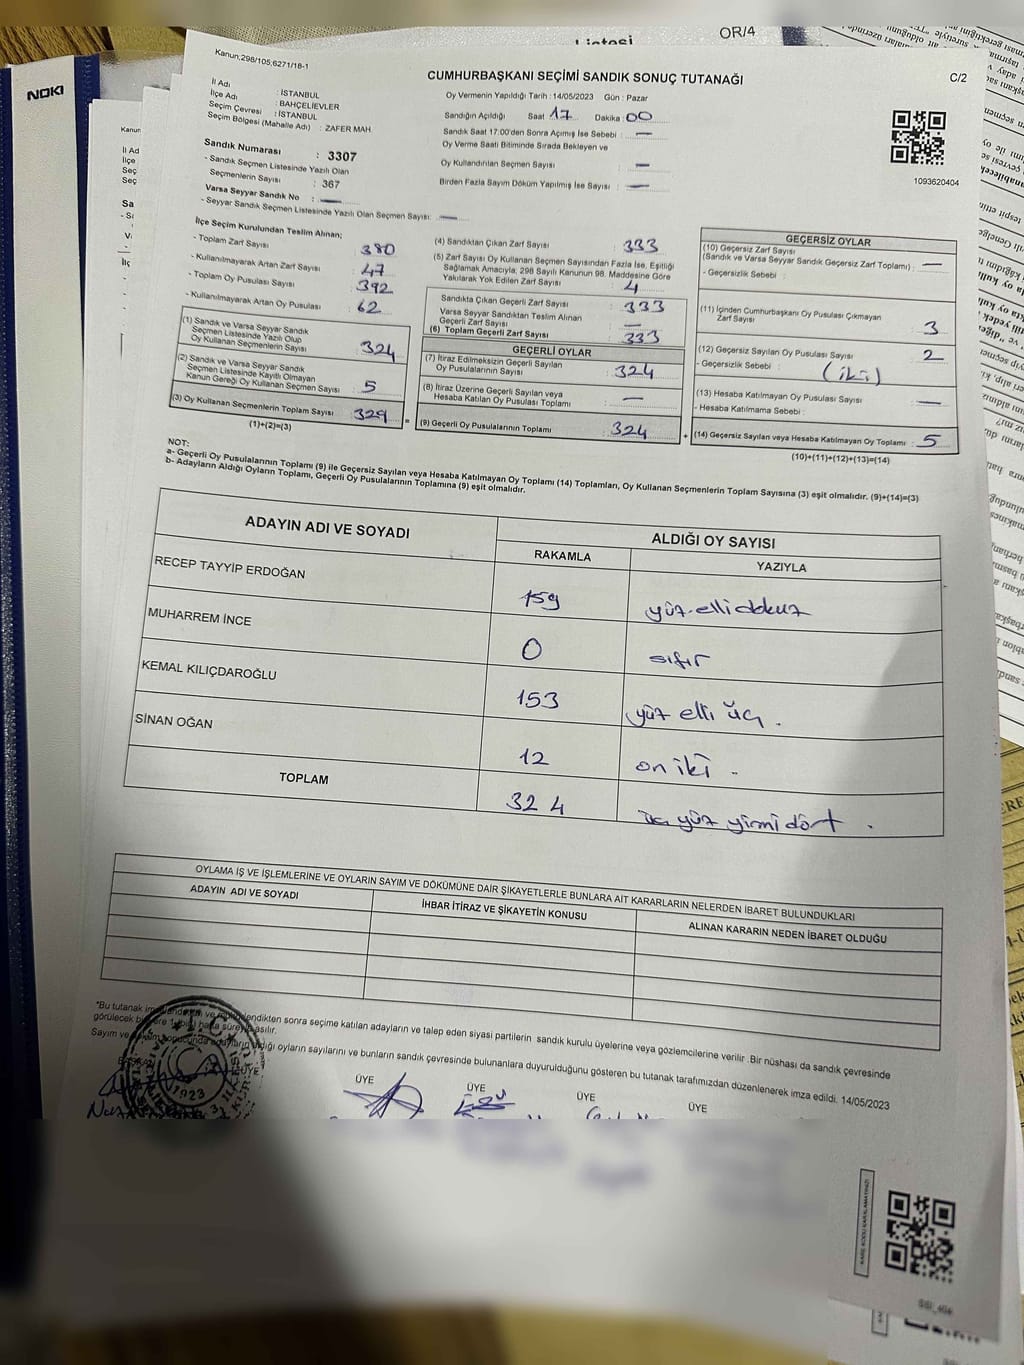 OR/4
Listesi
NOKI
Kanun;298/105,6271/18-1
CUMHURBAŞKANI SEÇİMİ SANDIK SONUÇ TUTANAĞI
C/2
İl Adı : İSTANBUL
İlçe Adı : BAHÇELİEVLER
Seçim Çevresi : İSTANBUL
Seçim Bölgesi (Mahalle Adı) : ZAFER MAH.
Sandık Numarası : 3307
- Sandık Seçmen Listesinde Yazılı Olan
Seçmenlerin Sayısı : 367
Varsa Seyyar Sandık No : —
- Seyyar Sandık Seçmen Listesinde Yazılı Olan Seçmen Sayısı: —
Oy Vermenin Yapıldığı Tarih : 14/05/2023 Gün : Pazar
Sandığın Açıldığı Saat 17 Dakika 00
Sandık Saat 17:00'den Sonra Açımış İse Sebebi : —
Oy Verme Saati Bitiminde Sırada Bekleyen ve
Oy Kullandırılan Seçmen Sayısı : —
Birden Fazla Sayım Döküm Yapılmış İse Sayısı : —
1093620404
İlçe Seçim Kurulundan Teslim Alınan;
- Toplam Zarf Sayısı : 380
- Kullanılmayarak Artan Zarf Sayısı : 47
- Toplam Oy Pusulası Sayısı : 392
- Kullanılmayarak Artan Oy Pusulası : 62
(1) Sandık ve Varsa Seyyar Sandık
Seçmen Listesinde Yazılı Olup
Oy Kullanan Seçmenlerin Sayısı : 324
(2) Sandık ve Varsa Seyyar Sandık
Seçmen Listesinde Kayıtlı Olmayan
Kanun Gereği Oy Kullanan Seçmen Sayısı : 5
(3) Oy Kullanan Seçmenlerin Toplam Sayısı : 329
(1)+(2)=(3)
(4) Sandıktan Çıkan Zarf Sayısı : 333
(5) Zarf Sayısı Oy Kullanan Seçmen Sayısından Fazla İse, Eşitliği
Sağlamak Amacıyla; 298 Sayılı Kanunun 98. Maddesine Göre
Yakılarak Yok Edilen Zarf Sayısı : 4
Sandıkta Çıkan Geçerli Zarf Sayısı : 333
Varsa Seyyar Sandıktan Teslim Alınan
Geçerli Zarf Sayısı : —
(6) Toplam Geçerli Zarf Sayısı : 333
GEÇERLİ OYLAR
(7) İtiraz Edilmeksizin Geçerli Sayılan
Oy Pusulalarının Sayısı : 324
(8) İtiraz Üzerine Geçerli Sayılan veya
Hesaba Katılan Oy Pusulası Toplamı : —
(9) Geçerli Oy Pusulalarının Toplamı : 324
GEÇERSİZ OYLAR
(10) Geçersiz Zarf Sayısı
(Sandık ve Varsa Seyyar Sandık Geçersiz Zarf Toplamı) : —
- Geçersizlik Sebebi :
(11) İçinden Cumhurbaşkanı Oy Pusulası Çıkmayan
Zarf Sayısı : 3
(12) Geçersiz Sayılan Oy Pusulası Sayısı : 2
- Geçersizlik Sebebi : (iki)
(13) Hesaba Katılmayan Oy Pusulası Sayısı : —
- Hesaba Katılmama Sebebi :
(14) Geçersiz Sayılan veya Hesaba Katılmayan Oy Toplamı : 5
(10)+(11)+(12)+(13)=(14)
NOT:
a- Geçerli Oy Pusulalarının Toplamı (9) ile Geçersiz Sayılan veya Hesaba Katılmayan Oy Toplamı (14) Toplamları, Oy Kullanan Seçmenlerin Toplam Sayısına (3) eşit olmalıdır. (9)+(14)=(3)
b- Adayların Aldığı Oyların Toplamı, Geçerli Oy Pusulalarının Toplamına (9) eşit olmalıdır.
ADAYIN ADI VE SOYADI ALDIĞI OY SAYISI
RAKAMLA YAZIYLA
RECEP TAYYİP ERDOĞAN 159 yüz elli dokuz
MUHARREM İNCE 0 sıfır
KEMAL KILIÇDAROĞLU 153 yüz elli üç.
SİNAN OĞAN 12 on iki.
TOPLAM 324 üç yüz yirmi dört.
OYLAMA İŞ VE İŞLEMLERİNE VE OYLARIN SAYIM VE DÖKÜMÜNE DAİR ŞİKAYETLERLE BUNLARA AİT KARARLARIN NELERDEN İBARET BULUNDUKLARI
ADAYIN ADI VE SOYADI İHBAR İTİRAZ VE ŞİKAYETİN KONUSU ALINAN KARARIN NEDEN İBARET OLDUĞU
"Bu tutanak sonra seçime katılan adayların ve talep eden siyasi partilerin sandık kurulu üyelerine veya gözlemcilerine verilir .Bir nüshası da sandık çevresinde
görülecek bir yere asılır.
Sayım ve aldığı oyların sayılarını ve bunların sandık çevresinde bulunanlara duyurulduğunu gösteren bu tutanak tarafımızdan düzenlenerek imza edildi. 14/05/2023
ÜYE ÜYE ÜYE ÜYE ÜYE